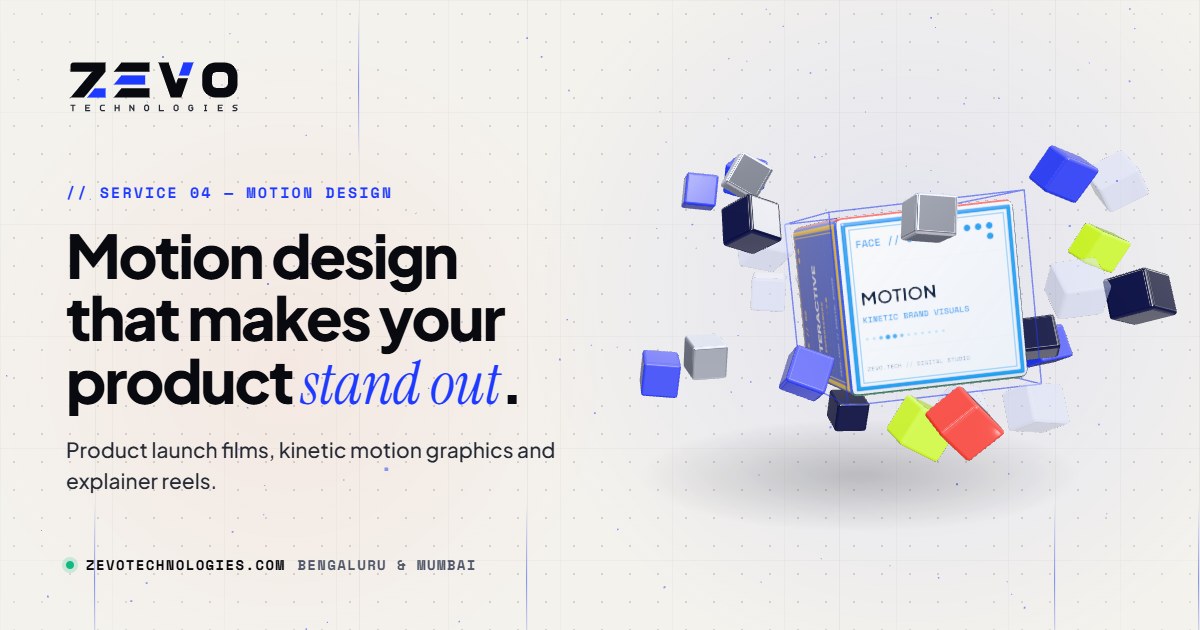 ZEVO
TECHNOLOGIES
// SERVICE 04 — MOTION DESIGN
Motion design
that makes your
product stand out.
Product launch films, kinetic motion graphics and
explainer reels.
ZEVOTECHNOLOGIES.COM BENGALURU & MUMBAI
FACE //
MOTION
KINETIC BRAND VISUALS
ZEVO.TECH // DIGITAL STUDIO